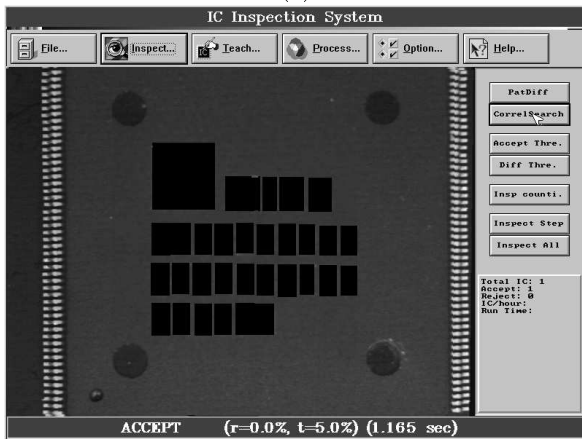 IC Inspection System
File... Inspect... Teach... Process... Option... Help...
PatDiff
CorrelSearch
Accept Thre.
Diff Thre.
Insp counti.
Inspect Step
Inspect All
Total IC: 1
Accept: 1
Reject: 0
IC/hour:
Run Time:
ACCEPT (r=0.0%, t=5.0%) (1.165 sec)